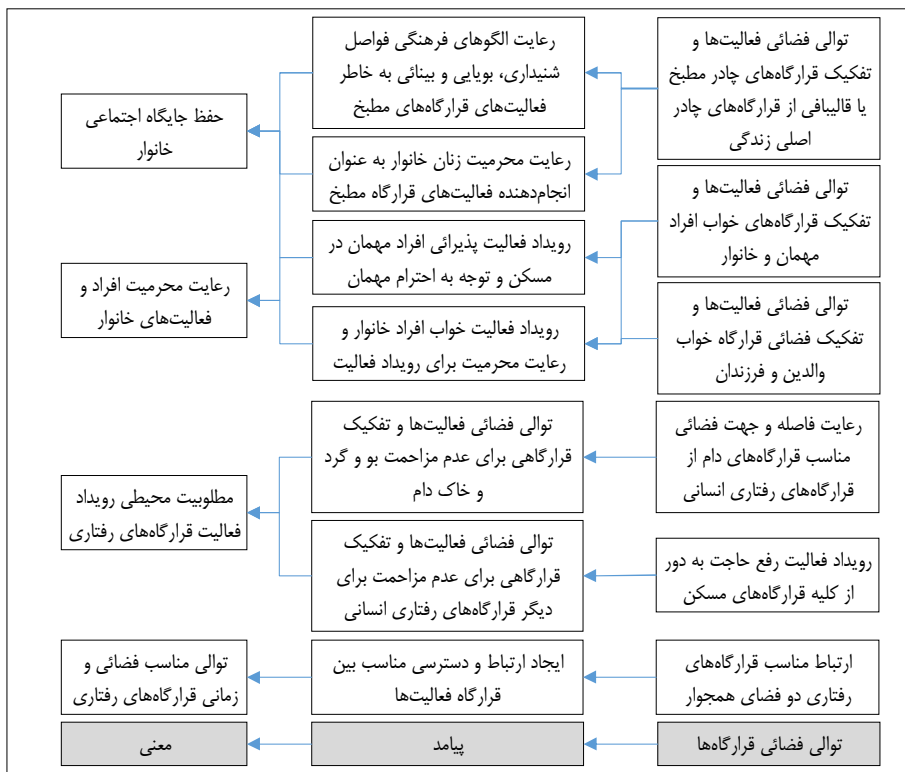 توالی فضائی فعالیت‌ها و
تفکیک قرارگاه‌های چادر مطبخ
یا قالیبافی از قرارگاه‌های چادر
اصلی زندگی
توالی فضائی فعالیت‌ها و
تفکیک قرارگاه‌های خواب افراد
مهمان و خانوار
توالی فضائی فعالیت‌ها و
تفکیک فضائی قرارگاه خواب
والدین و فرزندان
رعایت فاصله و جهت فضائی
مناسب قرارگاه‌های دام از
قرارگاه‌های رفتاری انسانی
رویداد فعالیت رفع حاجت به دور
از کلیه قرارگاه‌های مسکن
ارتباط مناسب قرارگاه‌های
رفتاری دو فضای همجوار
توالی فضائی قرارگاه‌ها
رعایت الگوهای فرهنگی فواصل
شنیداری، بویایی و بینائی به خاطر
فعالیت‌های قرارگاه‌های مطبخ
رعایت محرمیت زنان خانوار به عنوان
انجام‌دهنده فعالیت‌های قرارگاه مطبخ
رویداد فعالیت پذیرائی افراد مهمان در
مسکن و توجه به احترام مهمان
رویداد فعالیت خواب افراد خانوار و
رعایت محرمیت برای رویداد فعالیت
توالی فضائی فعالیت‌ها و تفکیک
قرارگاهی برای عدم مزاحمت بو و گرد
و خاک دام
توالی فضائی فعالیت‌ها و تفکیک
قرارگاهی برای عدم مزاحمت برای
دیگر قرارگاه‌های رفتاری انسانی
ایجاد ارتباط و دسترسی مناسب بین
قرارگاه فعالیت‌ها
پیامد
حفظ جایگاه اجتماعی
خانوار
رعایت محرمیت افراد و
فعالیت‌های خانوار
مطلوبیت محیطی رویداد
فعالیت قرارگاه‌های رفتاری
توالی مناسب فضائی و
زمانی قرارگاه‌های رفتاری
معنی